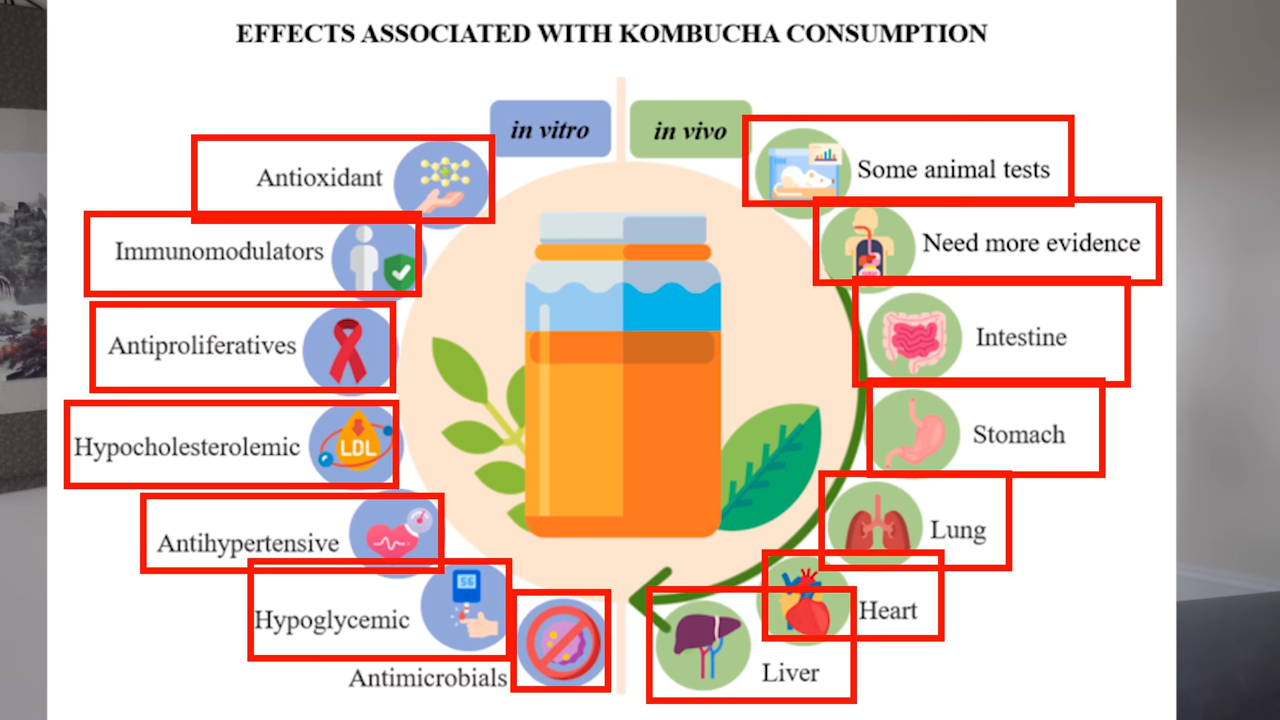 EFFECTS ASSOCIATED WITH KOMBUCHA CONSUMPTION
in vitro
in vivo
Antioxidant
Immunomodulators
Antiproliferatives
Hypocholesterolemic
LDL
Antihypertensive
Hypoglycemic
Antimicrobials
Some animal tests
Need more evidence
Intestine
Stomach
Lung
Heart
Liver